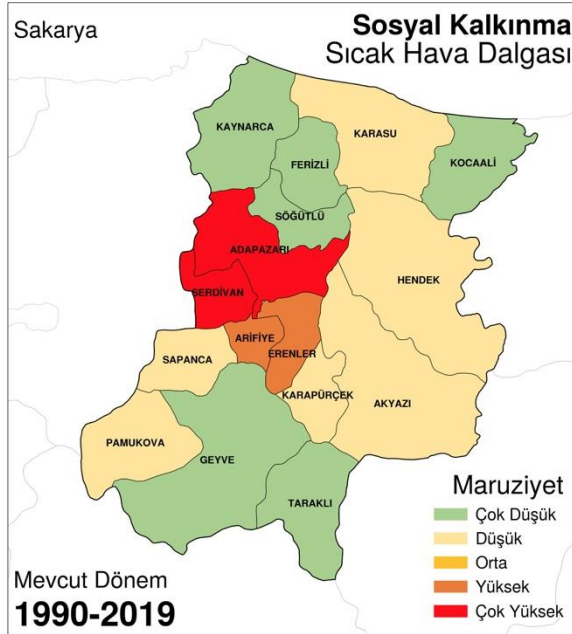 Sakarya
Sosyal Kalkınma
Sıcak Hava Dalgası
KAYNARCA
KARASU
FERİZLİ
KOCAALİ
SÖĞÜTLÜ
ADAPAZARI
HENDEK
SERDİVAN
ARİFİYE
ERENLER
SAPANCA
KARAPÜRÇEK
AKYAZI
PAMUKOVA
GEYVE
TARAKLI
Maruziyet
Çok Düşük
Düşük
Orta
Yüksek
Çok Yüksek
Mevcut Dönem
1990-2019